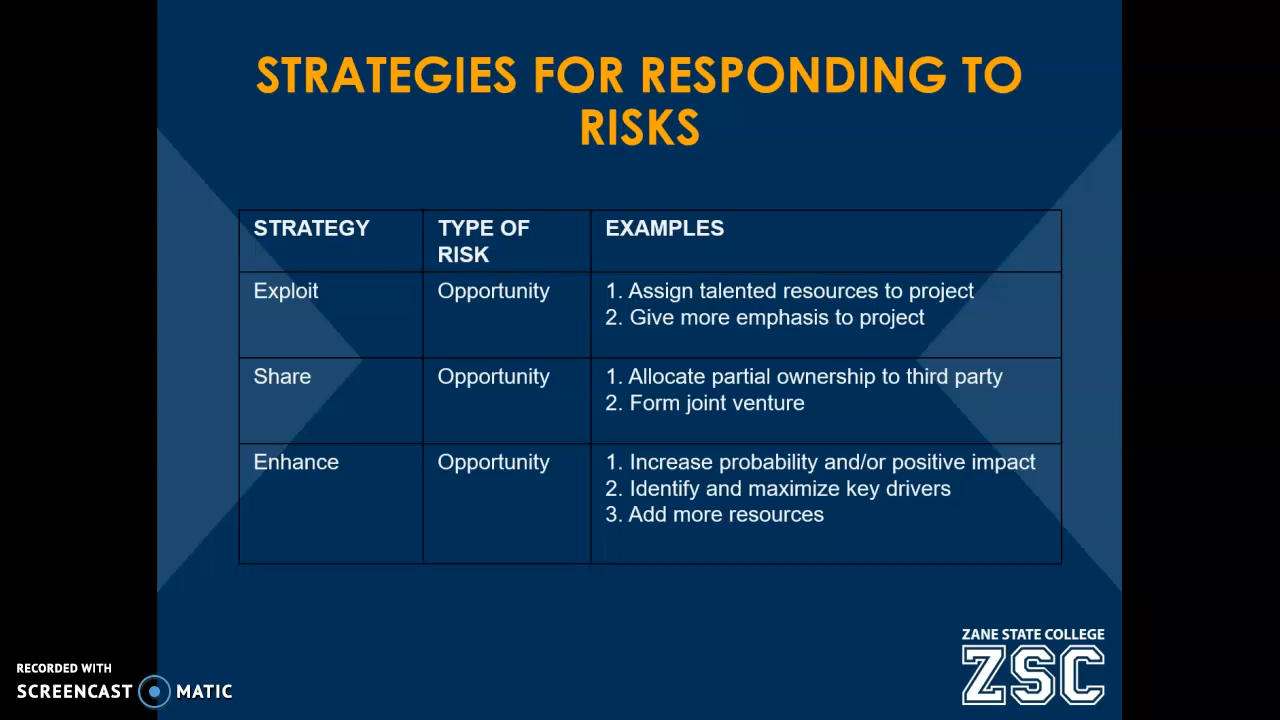 STRATEGIES FOR RESPONDING TO
RISKS
STRATEGY
TYPE OF
RISK
EXAMPLES
Exploit
Opportunity
1. Assign talented resources to project
2. Give more emphasis to project
Share
Opportunity
1. Allocate partial ownership to third party
2. Form joint venture
Enhance
Opportunity
1. Increase probability and/or positive impact
2. Identify and maximize key drivers
3. Add more resources
ZANE STATE COLLEGE
ZSC
RECORDED WITH
SCREENCAST MATIC